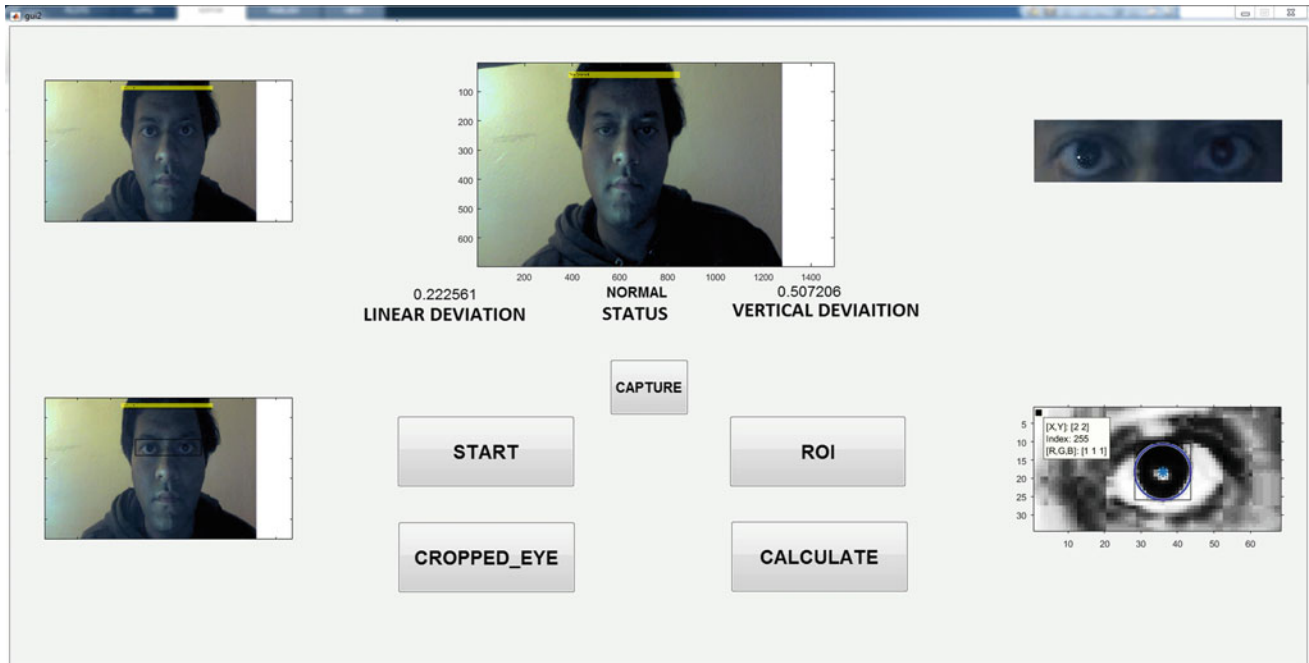 gui2
100
200
300
400
500
600
200 400 600 800 1000 1200 1400
0.222561
LINEAR DEVIATION
NORMAL
STATUS
0.507206
VERTICAL DEVIAITION
CAPTURE
START
ROI
CROPPED_EYE
CALCULATE
[X,Y]: [2 2]
Index: 255
[R,G,B]: [1 1 1]
5
10
15
20
25
30
10 20 30 40 50 60